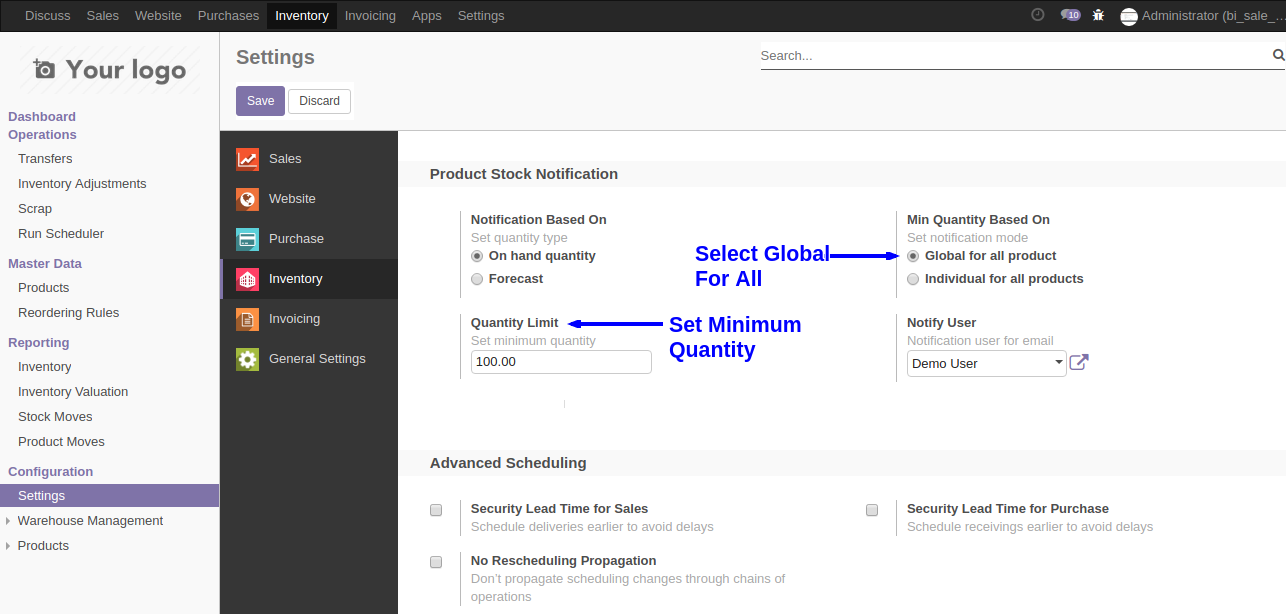 Discuss Sales Website Purchases Inventory Invoicing Apps Settings 10 Administrator (bi_sale_...
Your logo
Dashboard
Operations
Transfers
Inventory Adjustments
Scrap
Run Scheduler
Master Data
Products
Reordering Rules
Reporting
Inventory
Inventory Valuation
Stock Moves
Product Moves
Configuration
Settings
Warehouse Management
Products
Settings
Search...
Save Discard
Sales
Website
Purchase
Inventory
Invoicing
General Settings
Product Stock Notification
Notification Based On
Set quantity type
On hand quantity
Forecast
Select Global
For All
Min Quantity Based On
Set notification mode
Global for all product
Individual for all products
Quantity Limit
Set minimum quantity
100.00
Set Minimum
Quantity
Notify User
Notification user for email
Demo User
Advanced Scheduling
Security Lead Time for Sales
Schedule deliveries earlier to avoid delays
Security Lead Time for Purchase
Schedule receivings earlier to avoid delays
No Rescheduling Propagation
Don't propagate scheduling changes through chains of
operations